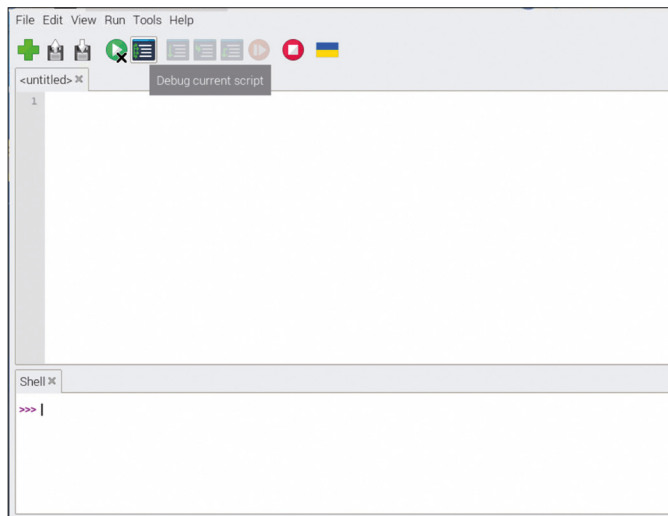 File Edit View Run Tools Help
<untitled>
Debug current script
1
Shell
>>>